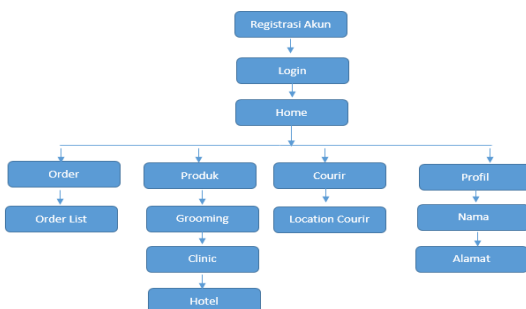 Registrasi Akun
Login
Home
Order
Produk
Courir
Profil
Order List
Grooming
Location Courir
Nama
Clinic
Alamat
Hotel